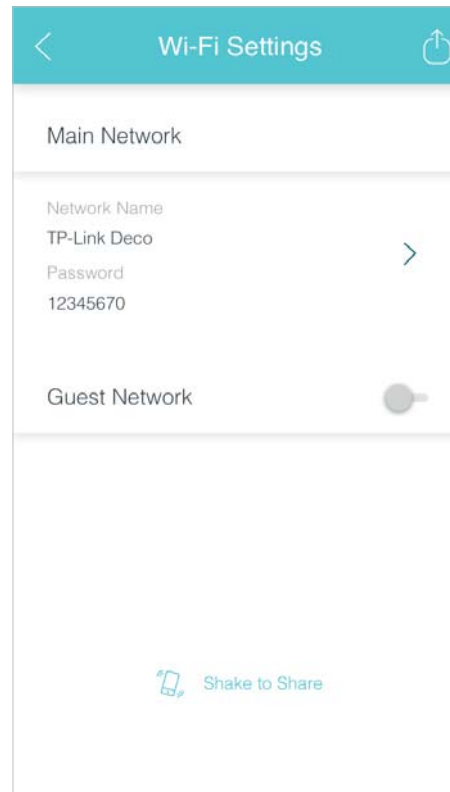 Wi-Fi Settings
Main Network
Network Name
TP-Link Deco
Password
12345670
Guest Network
Shake to Share